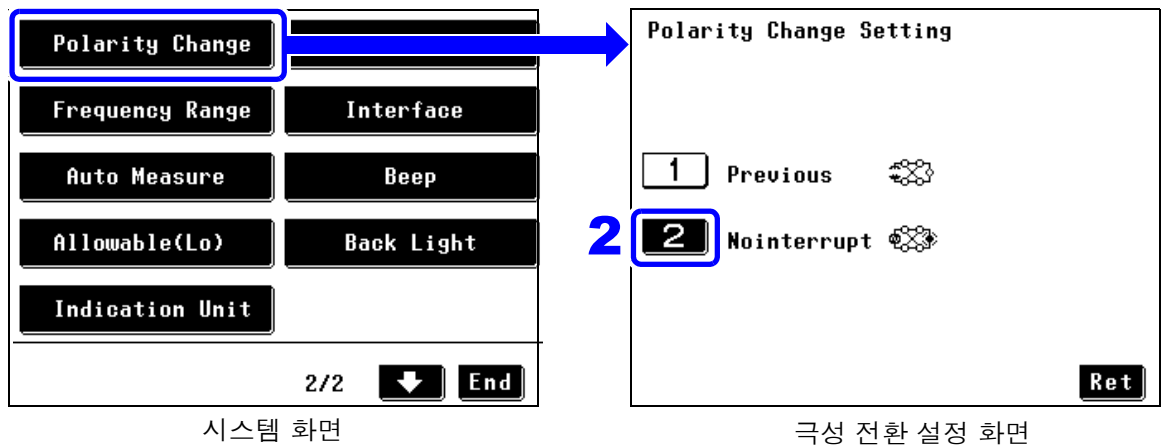 Polarity Change
Frequency Range
Interface
Auto Measure
Beep
Allowable(Lo)
Back Light
Indication Unit
2/2
End
시스템 화면
Polarity Change Setting
1 Previous
2
2 Nointerrupt
Ret
극성 전환 설정 화면